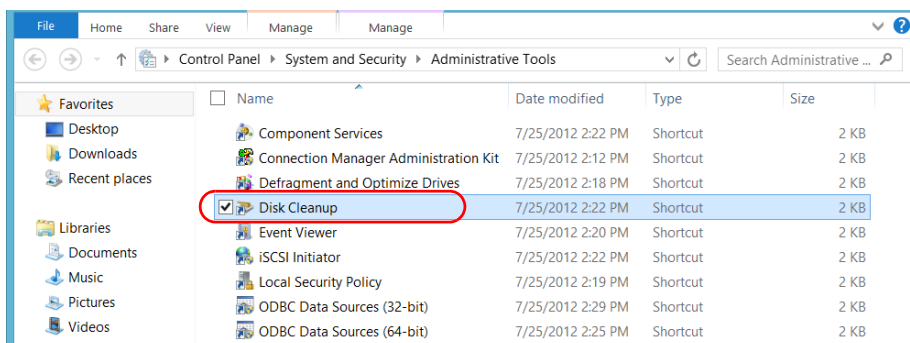 File Home Share View Manage Manage
Control Panel System and Security Administrative Tools Search Administrative ...
Favorites
Desktop
Downloads
Recent places
Libraries
Documents
Music
Pictures
Videos
Name Date modified Type Size
Component Services 7/25/2012 2:22 PM Shortcut 2 KB
Connection Manager Administration Kit 7/25/2012 2:12 PM Shortcut 2 KB
Defragment and Optimize Drives 7/25/2012 2:18 PM Shortcut 2 KB
Disk Cleanup 7/25/2012 2:22 PM Shortcut 2 KB
Event Viewer 7/25/2012 2:20 PM Shortcut 2 KB
iSCSI Initiator 7/25/2012 2:22 PM Shortcut 2 KB
Local Security Policy 7/25/2012 2:19 PM Shortcut 2 KB
ODBC Data Sources (32-bit) 7/25/2012 2:29 PM Shortcut 2 KB
ODBC Data Sources (64-bit) 7/25/2012 2:25 PM Shortcut 2 KB